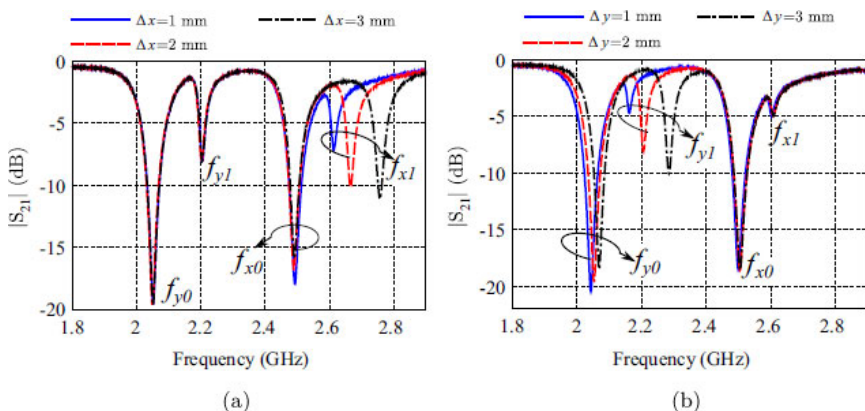 Δx=1 mm
Δx=3 mm
Δx=2 mm
0
-5
-10
-15
-20
|S21| (dB)
fy0
fy1
fx0
fx1
1.8 2 2.2 2.4 2.6 2.8
Frequency (GHz)
(a)
Δy=1 mm
Δy=3 mm
Δy=2 mm
0
-5
-10
-15
-20
|S21| (dB)
fy0
fy1
fx0
fx1
1.8 2 2.2 2.4 2.6 2.8
Frequency (GHz)
(b)